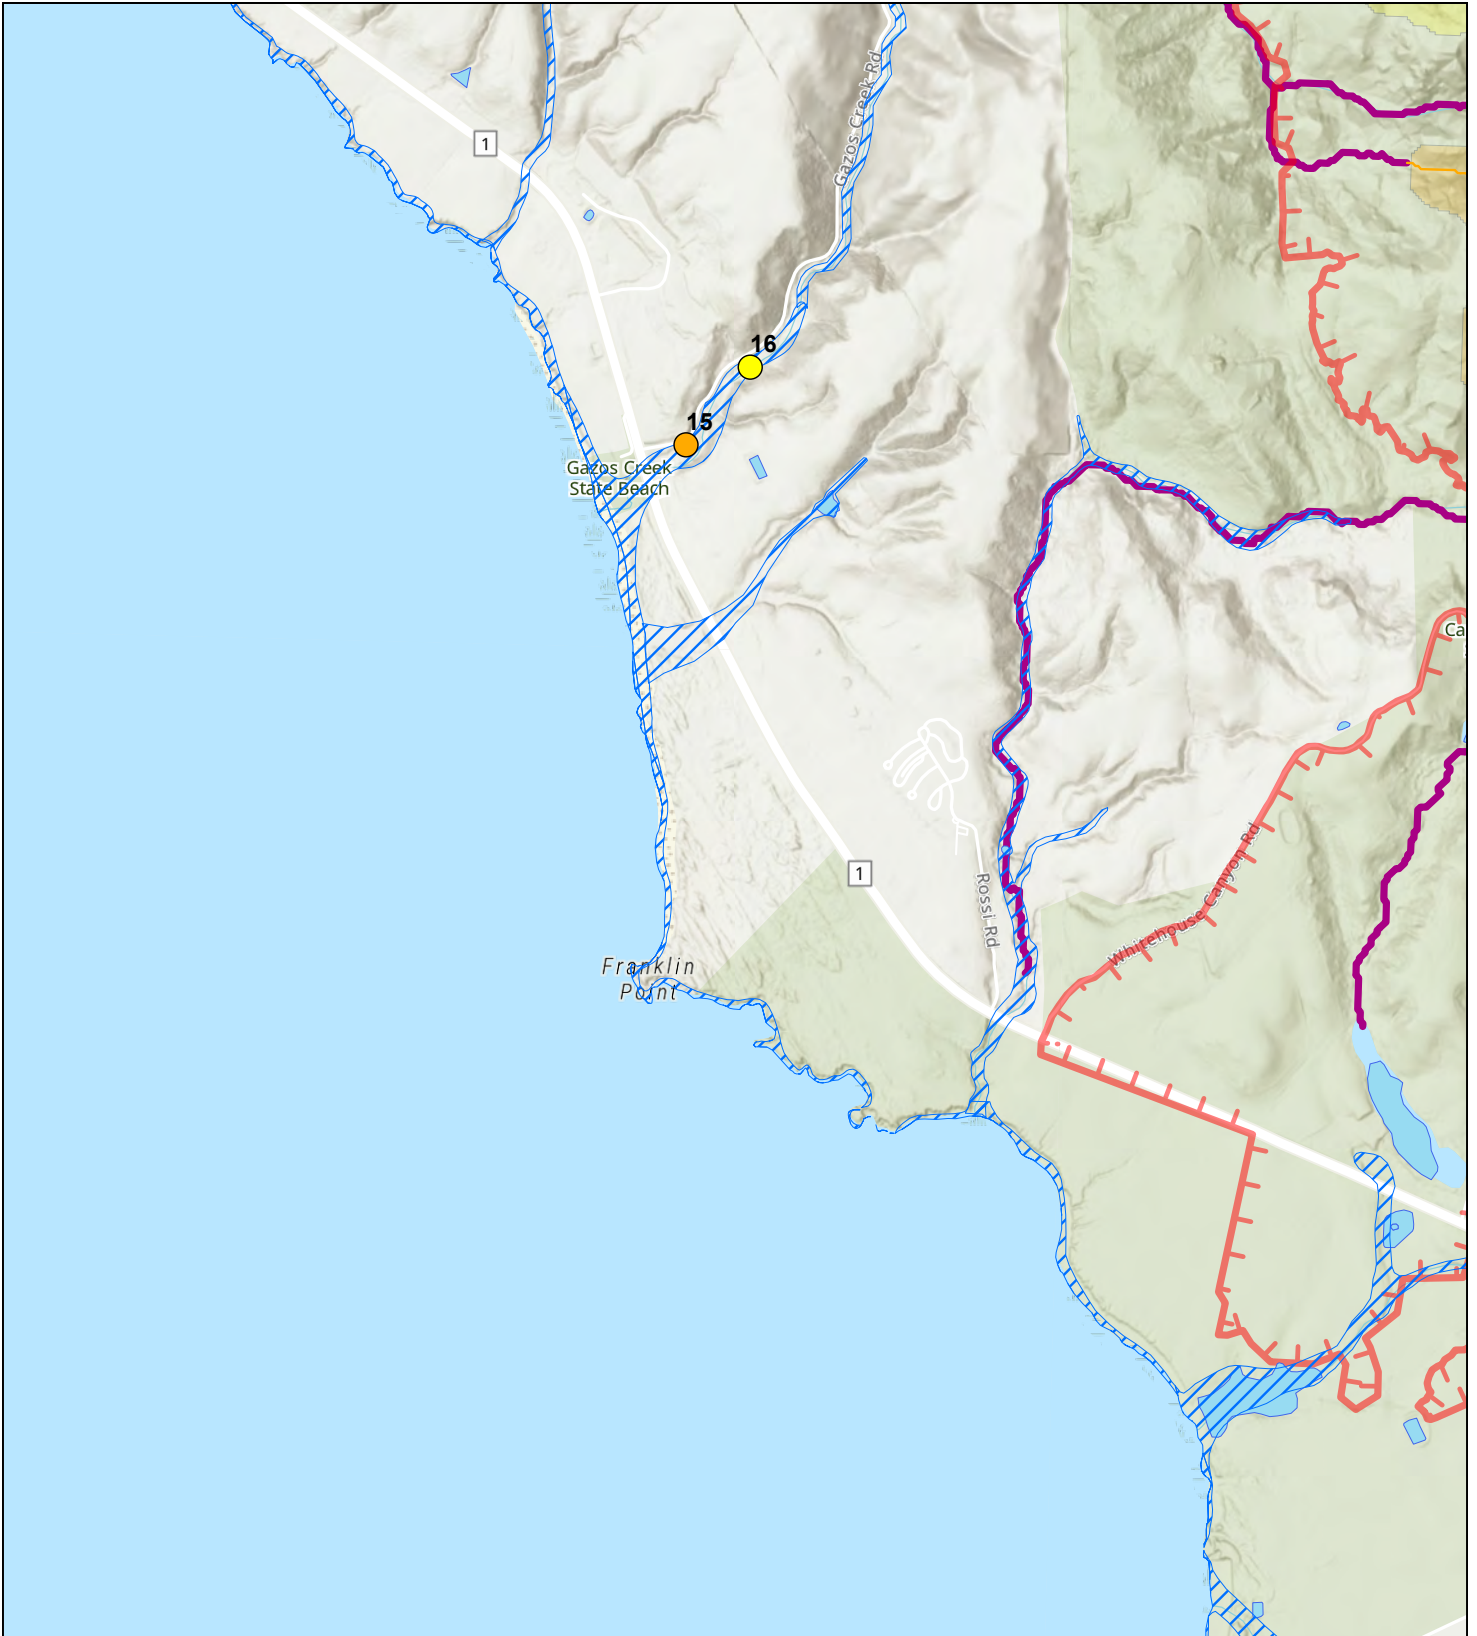 Gazos Creek Rd
1
16
15
Gazos Creek
State Beach
Ca
1
Rossi Rd
Whitehouse Canyon Rd
Franklin
Point